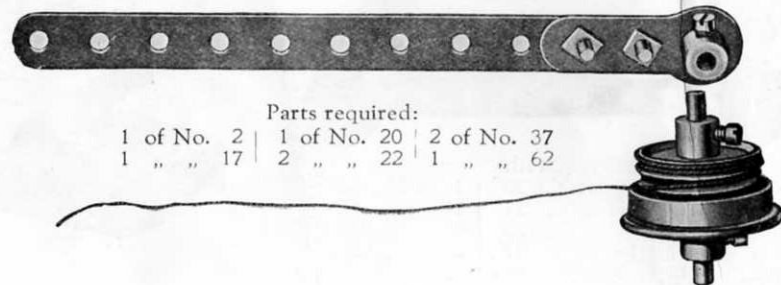 Parts required:
1 of No. 2 | 1 of No. 20 | 2 of No. 37
1 „ „ 17 | 2 „ „ 22 | 1 „ „ 62